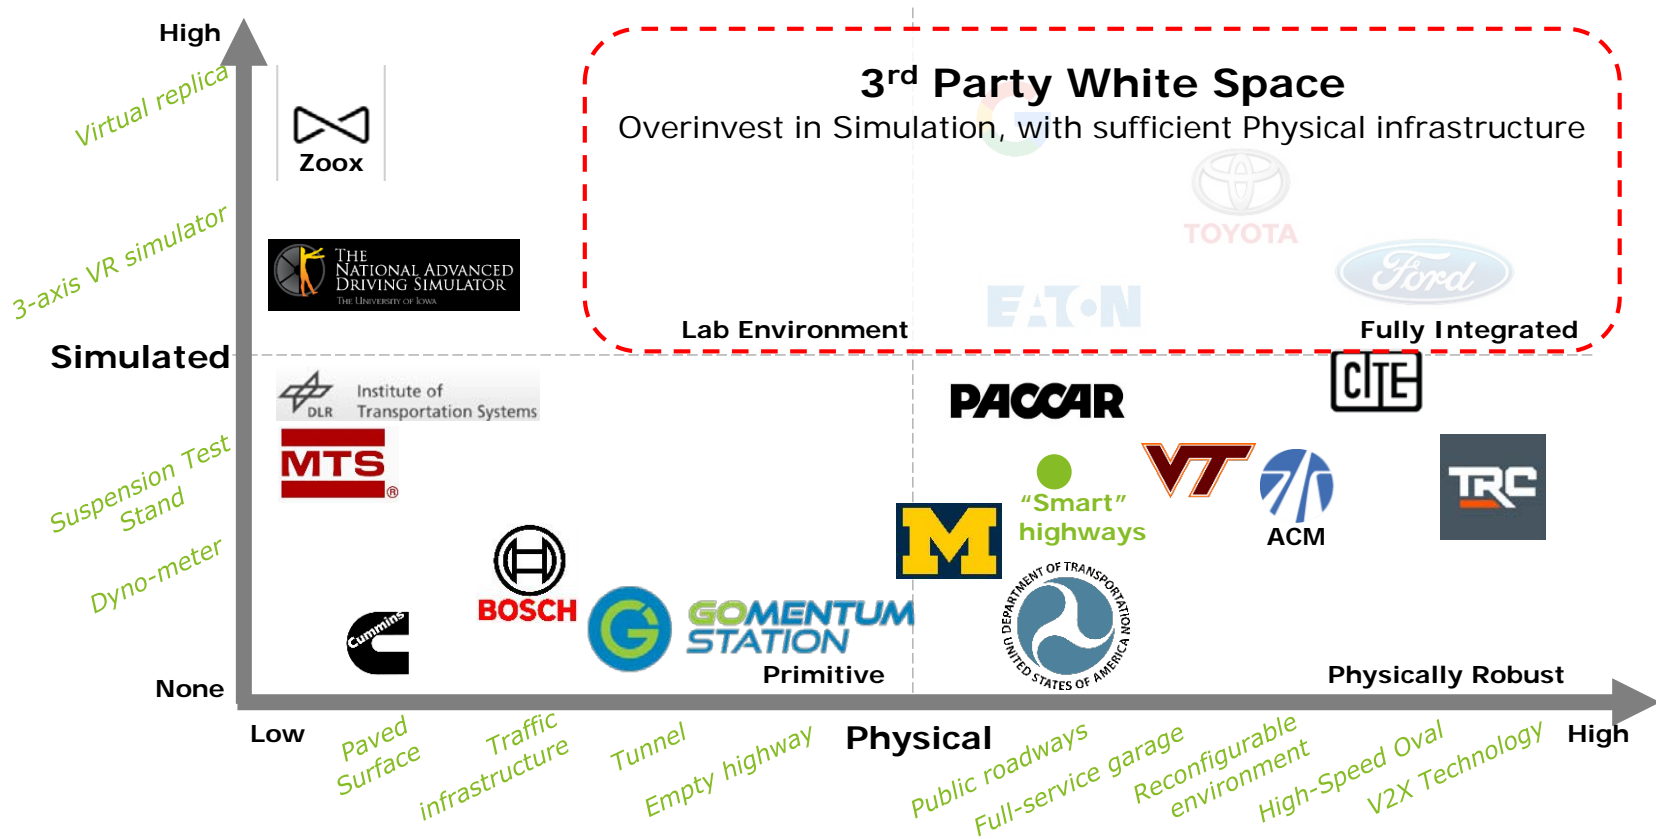 High
Virtual replica
3-axis VR simulator
Simulated
Suspension Test
Stand
Dyno-meter
None
3rd Party White Space
Overinvest in Simulation, with sufficient Physical infrastructure
Zoox
THE
NATIONAL ADVANCED
DRIVING SIMULATOR
THE UNIVERSITY OF IOWA
TOYOTA
Ford
EATON
Lab Environment
Fully Integrated
DLR
Institute of
Transportation Systems
MTS
®
PACCAR
CITE
"Smart"
highways
VT
ACM
TRC
M
BOSCH
Cummins
G
GOMENTUM
STATION
DEPARTMENT OF TRANSPORTATION
UNITED STATES OF AMERICA
Primitive
Physically Robust
Low
Paved
Surface
Traffic
infrastructure
Tunnel
Empty highway
Physical
Public roadways
Full-service garage
Reconfigurable
environment
High-Speed Oval
V2X Technology
High